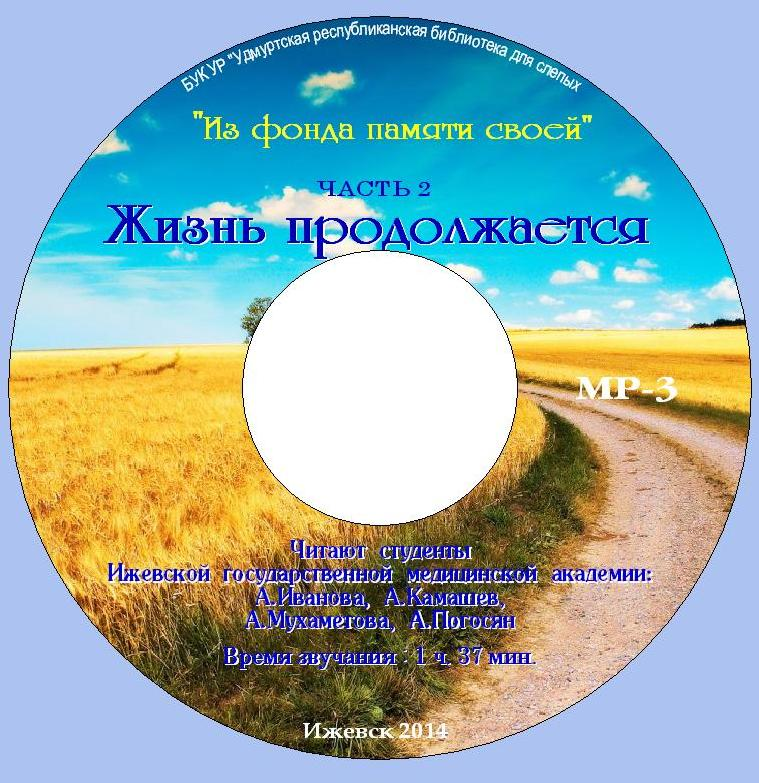 БУК УР "Удмуртская республиканская библиотека для слепых
"Из фонда памяти своей"
ЧАСТЬ 2
Жизнь продолжается
МР-3
Читают студенты
Ижевской государственной медицинской академии:
А.Иванова, А.Камашев,
А.Мухаметова, А.Погосян
Время звучания : 1 ч. 37 мин.
Ижевск 2014